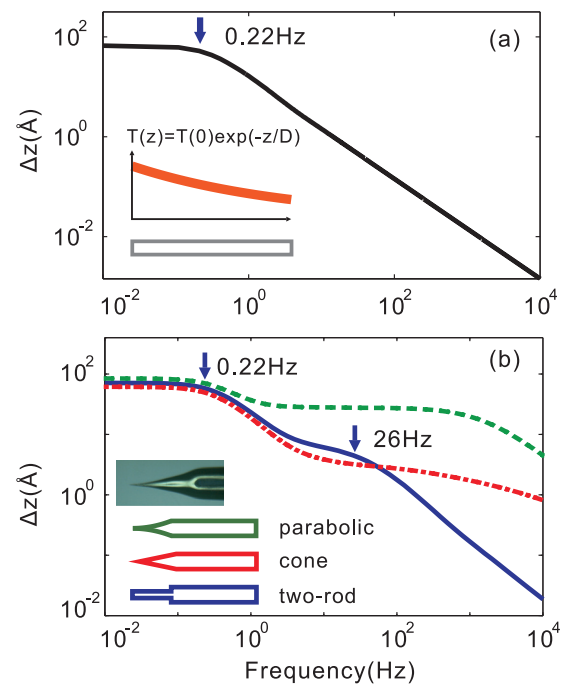 10²
0.22Hz
(a)
Δz(Å)
T(z)=T(0)exp(-z/D)
10⁰
10⁻²
10⁻² 10⁰ 10² 10⁴
(b)
10²
0.22Hz
26Hz
Δz(Å)
10⁰
parabolic
cone
two-rod
10⁻²
10⁻² 10⁰ 10² 10⁴
Frequency(Hz)